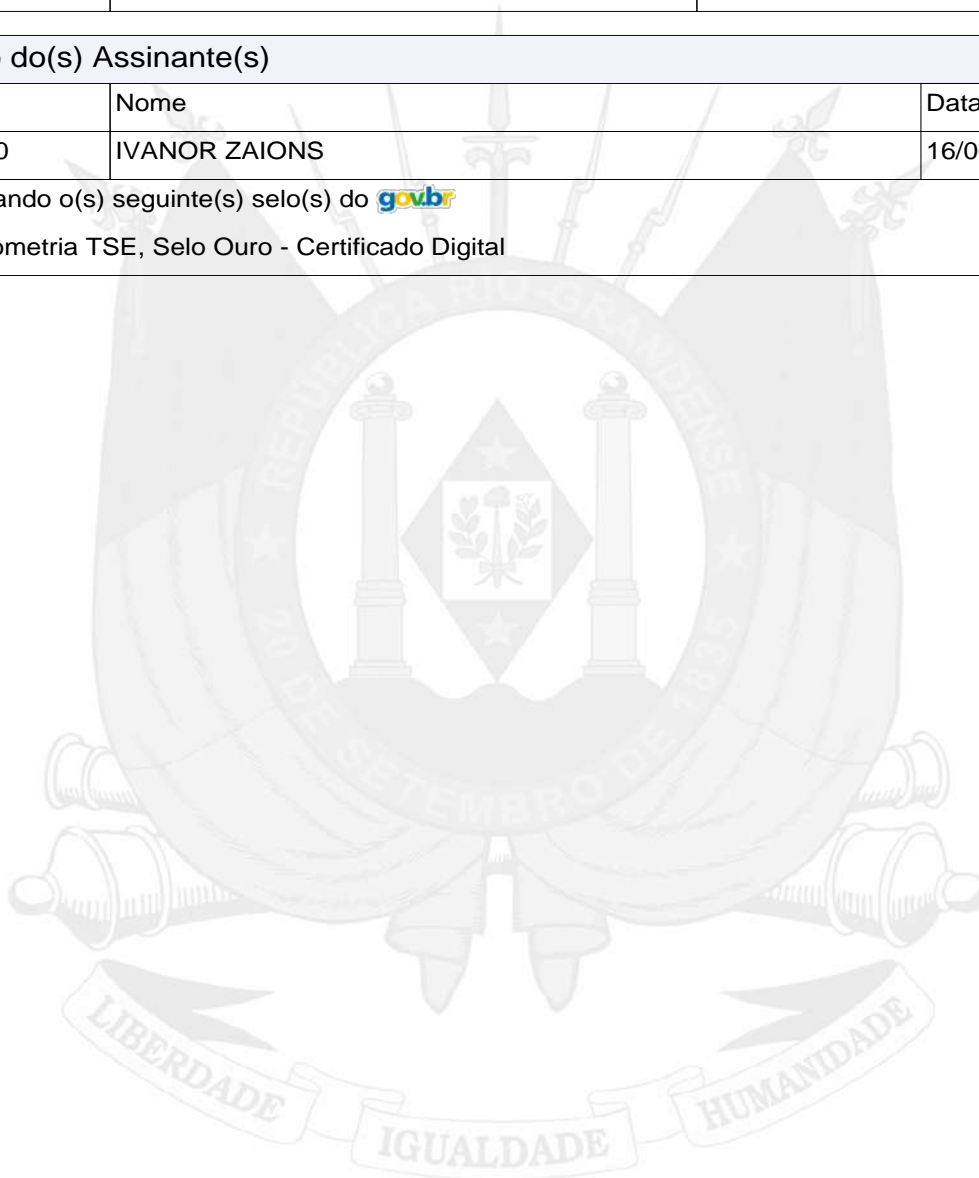 do(s) Assinante(s)
Nome
Data
0
IVANOR ZAIONS
16/0
ando o(s) seguinte(s) selo(s) do gov.br
ometria TSE, Selo Ouro - Certificado Digital
REPÚBLICA RIO-GRANDENSE
20 DE SETEMBRO DE 1835
LIBERDADE
IGUALDADE
HUMANIDADE